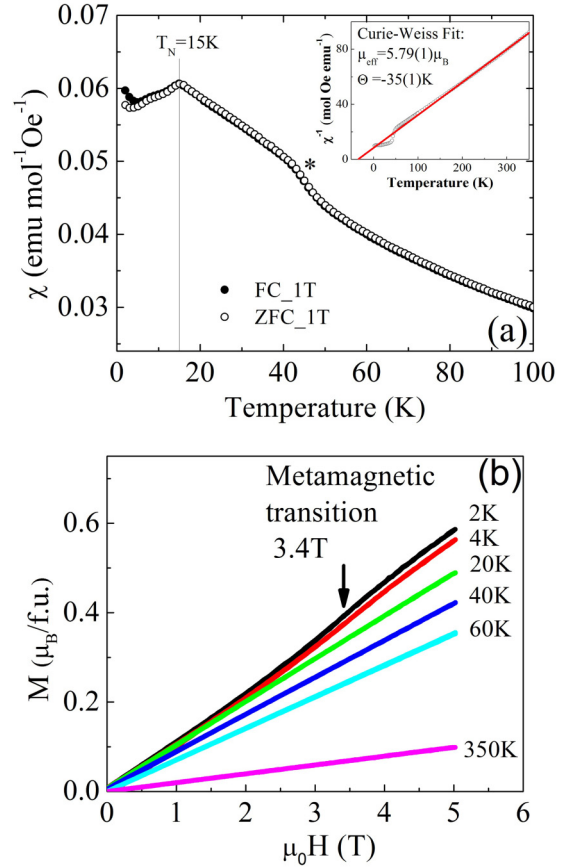 T_N=15K
Curie-Weiss Fit:
μ_eff=5.79(1)μ_B
Θ =-35(1)K
χ⁻¹ (mol Oe emu⁻¹)
80
40
0
0
100
200
300
Temperature (K)
*
χ (emu mol⁻¹Oe⁻¹)
0.07
0.06
0.05
0.04
0.03
FC_1T
ZFC_1T
(a)
0
20
40
60
80
100
Temperature (K)
(b)
Metamagnetic
transition
3.4T
2K
4K
20K
40K
60K
350K
M (μ_B/f.u.)
0.6
0.4
0.2
0.0
0
1
2
3
4
5
6
μ₀H (T)